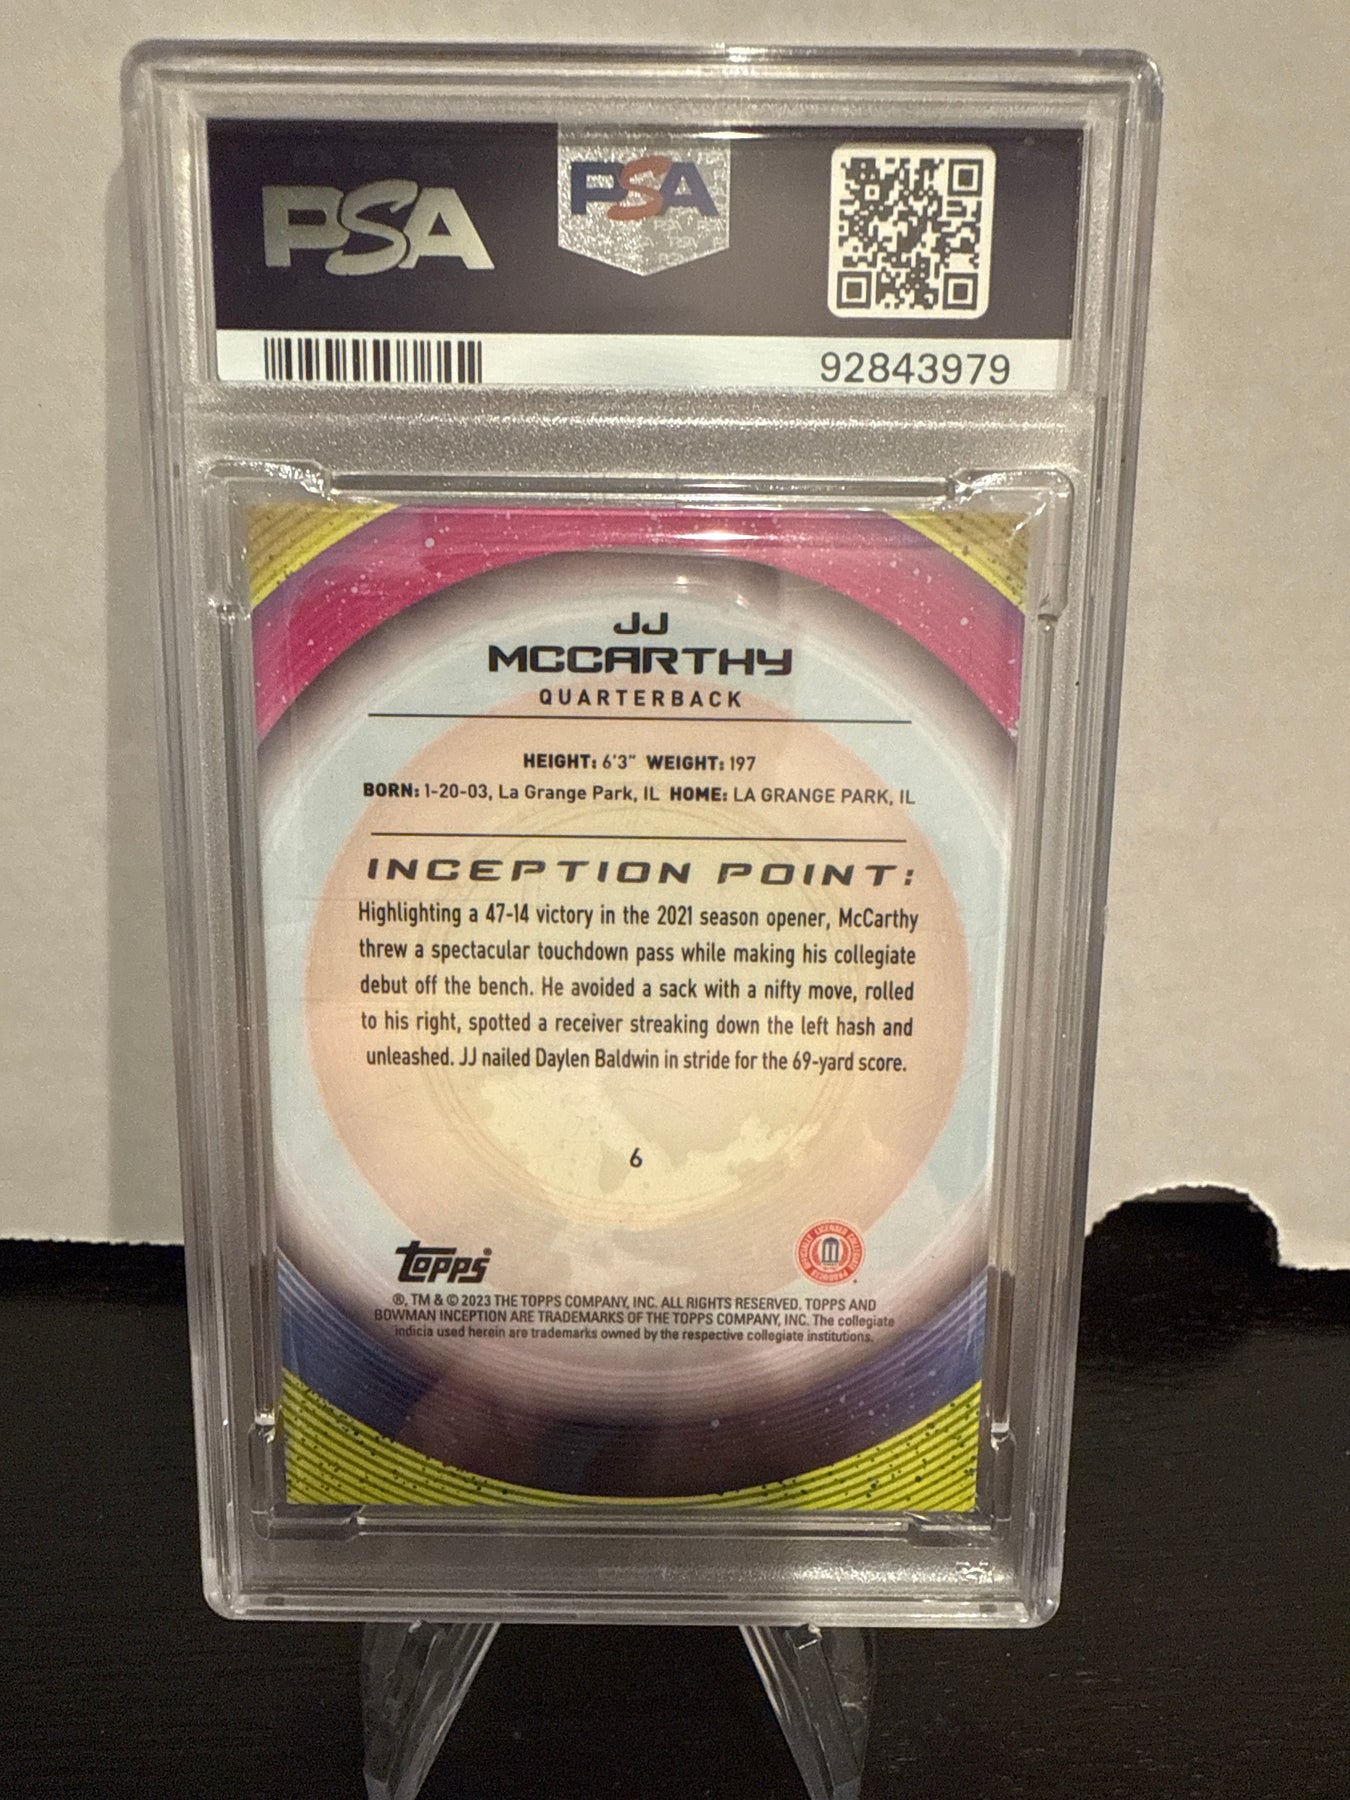 PSA
PSA
92843979
JJ
MCCARTHY
QUARTERBACK
HEIGHT: 6'3" WEIGHT: 197
BORN: 1-20-03, La Grange Park, IL HOME: LA GRANGE PARK, IL
INCEPTION POINT:
Highlighting a 47-14 victory in the 2021 season opener, McCarthy
threw a spectacular touchdown pass while making his collegiate
debut off the bench. He avoided a sack with a nifty move, rolled
to his right, spotted a receiver streaking down the left hash and
unleashed. JJ nailed Daylen Baldwin in stride for the 69-yard score.
6
topps®
OFFICIALLY LICENSED COLLEGIATE PRODUCTS
®, TM & © 2023 THE TOPPS COMPANY, INC. ALL RIGHTS RESERVED. TOPPS AND
BOWMAN INCEPTION ARE TRADEMARKS OF THE TOPPS COMPANY, INC. The collegiate
indicia used herein are trademarks owned by the respective collegiate institutions.